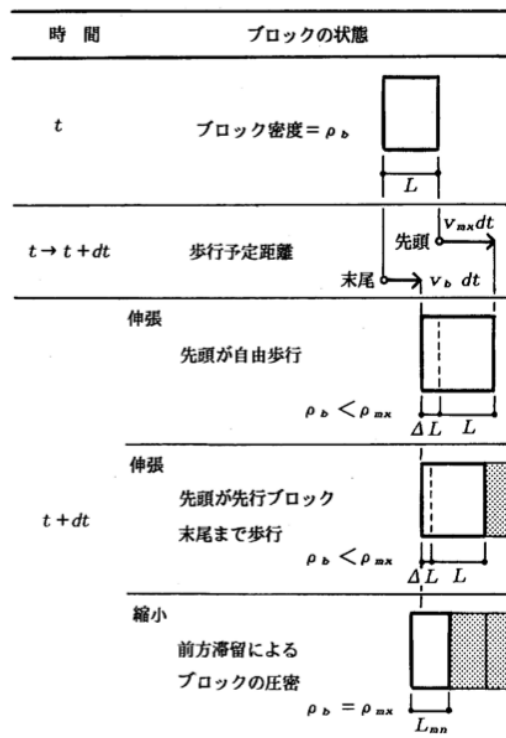 時 間 ブロックの状態
t ブロック密度=ρb
L
vmxdt
先頭
t→t+dt 歩行予定距離
末尾 vb dt
伸張
先頭が自由歩行
ρb<ρmx
ΔL L
伸張
先頭が先行ブロック
t+dt
末尾まで歩行
ρb<ρmx
ΔL L
縮小
前方滞留による
ブロックの圧密
ρb=ρmx
Lmn